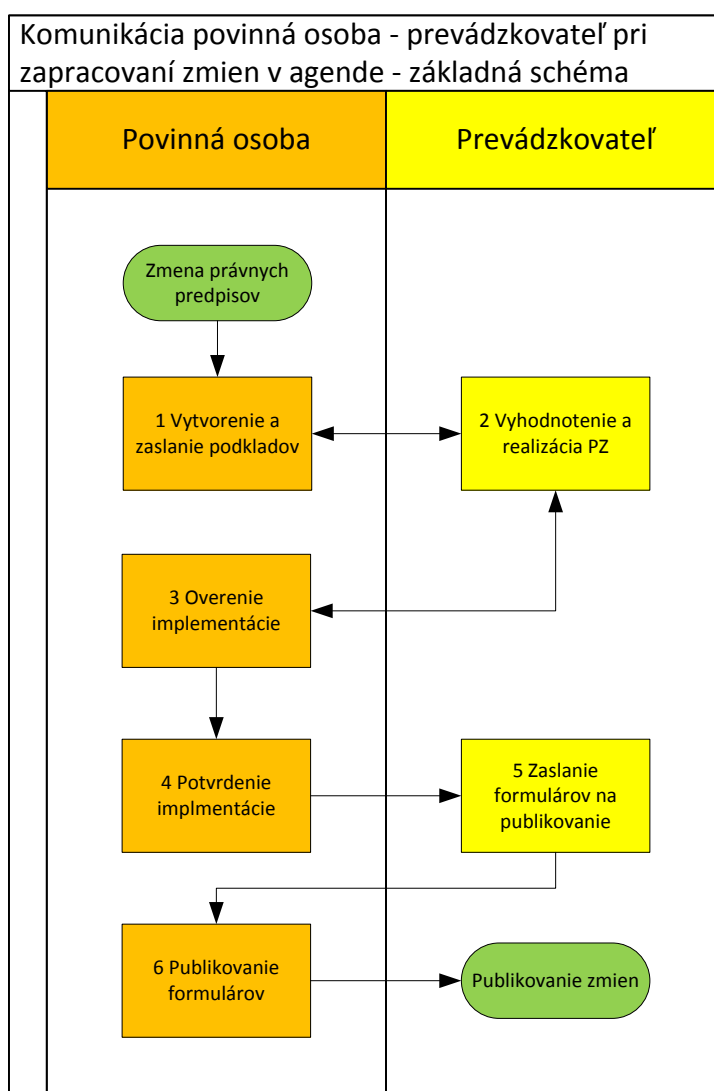 Komunikácia povinná osoba - prevádzkovateľ pri
zapracovaní zmien v agende - základná schéma
Povinná osoba
Prevádzkovateľ
Zmena právnych
predpisov
1 Vytvorenie a
zaslanie podkladov
2 Vyhodnotenie a
realizácia PZ
3 Overenie
implementácie
4 Potvrdenie
implmentácie
5 Zaslanie
formulárov na
publikovanie
6 Publikovanie
formulárov
Publikovanie zmien